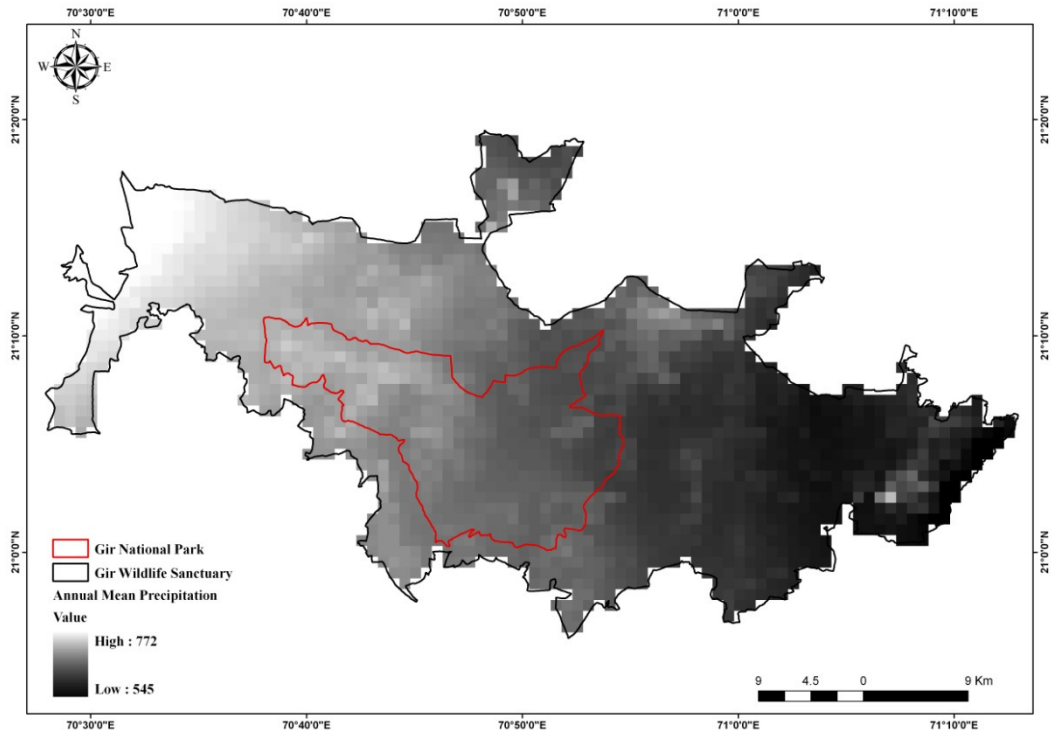 70°30'0"E 70°40'0"E 70°50'0"E 71°0'0"E 71°10'0"E
N
W E
S
21°20'0"N 21°20'0"N
21°10'0"N 21°10'0"N
21°0'0"N 21°0'0"N
Gir National Park
Gir Wildlife Sanctuary
Annual Mean Precipitation
Value
High : 772
Low : 545
9 4.5 0 9 Km
70°30'0"E 70°40'0"E 70°50'0"E 71°0'0"E 71°10'0"E